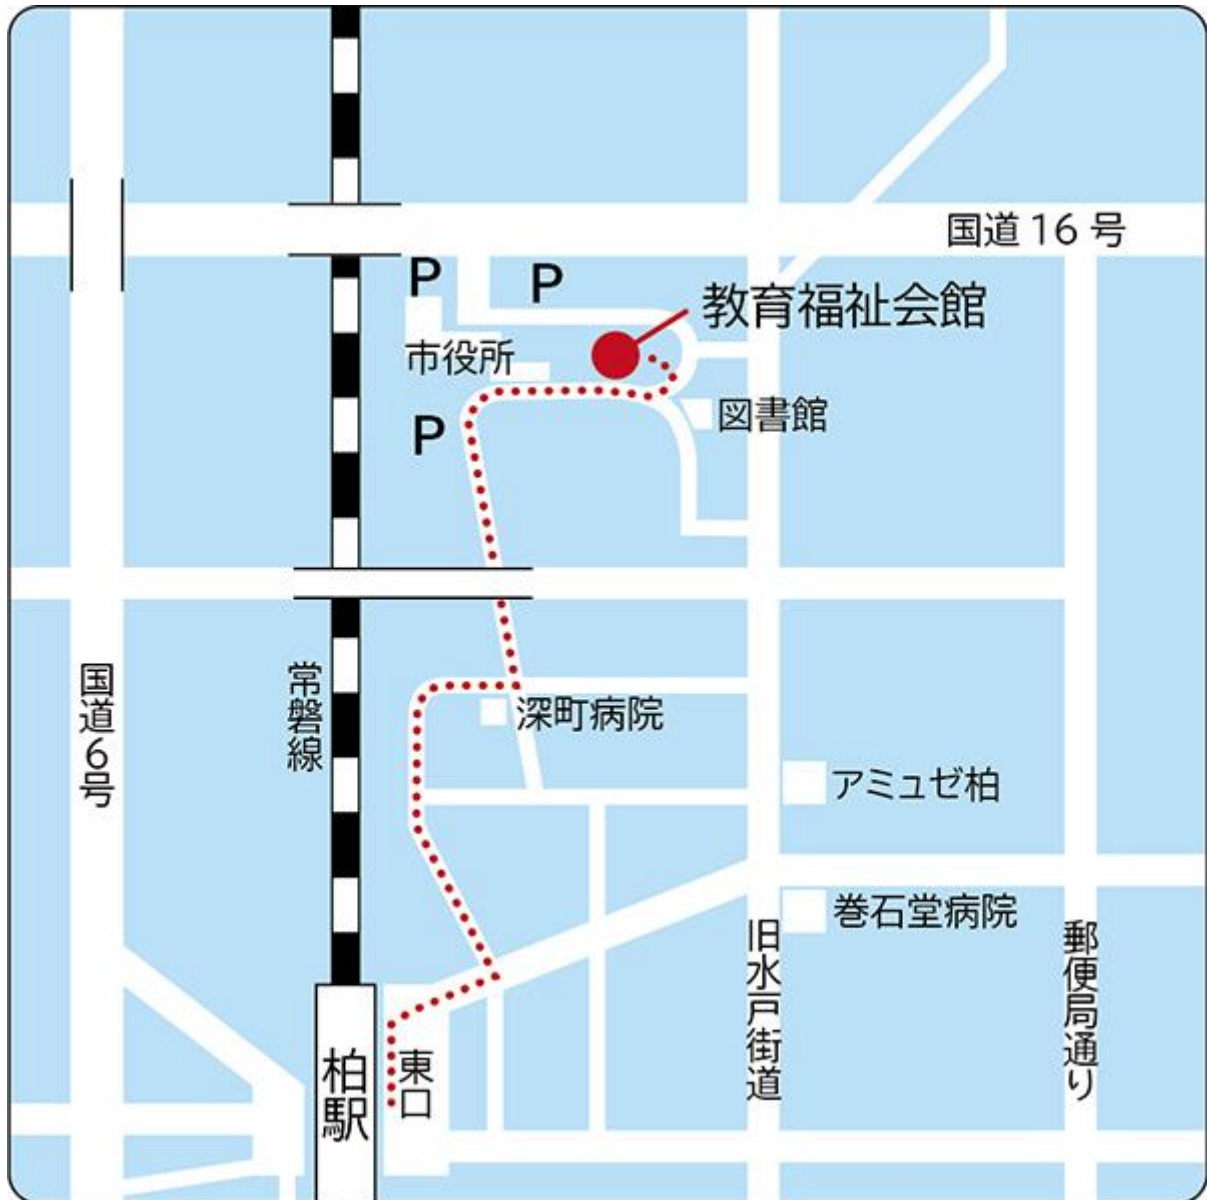 国道 16 号
P
P
教育福祉会館
市役所
図書館
P
国道6号
常磐線
深町病院
アミュゼ柏
巻石堂病院
旧水戸街道
郵便局通り
柏駅
東口